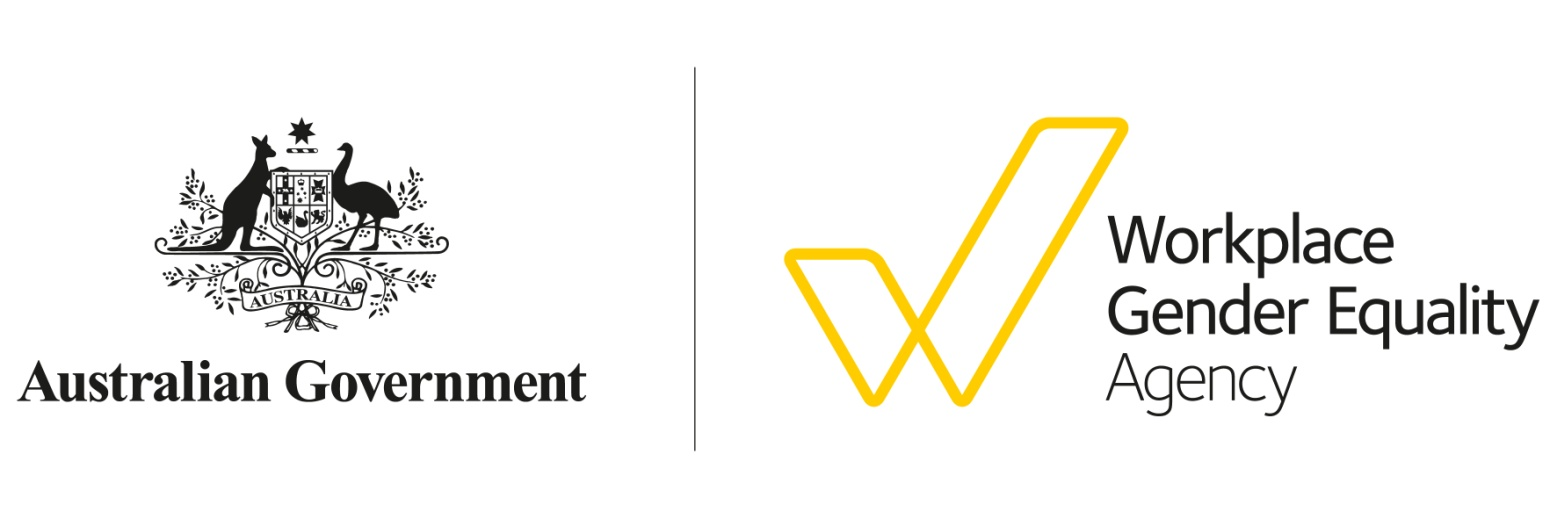 AUSTRALIA
Australian Government
Workplace
Gender Equality
Agency